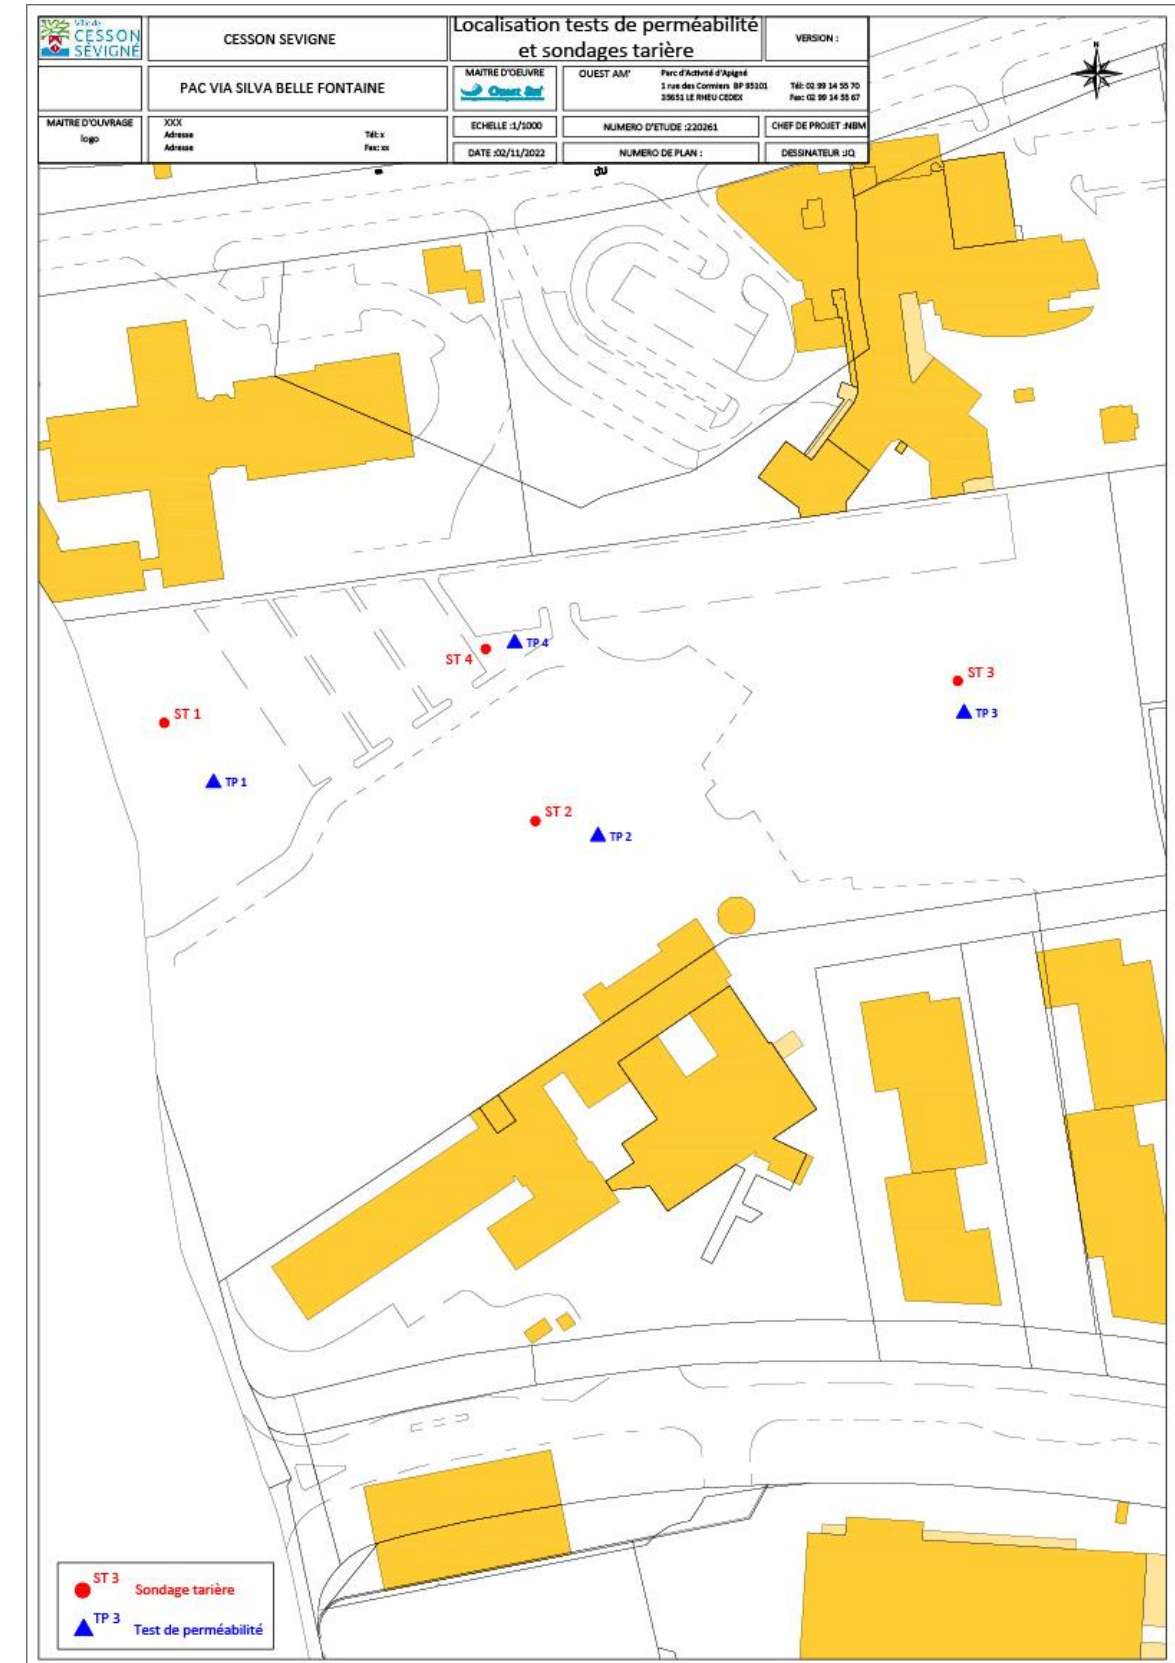 Ville de
CESSON
SÉVIGNÉ
CESSON SEVIGNE
Localisation tests de perméabilité
et sondages tarière
VERSION :
PAC VIA SILVA BELLE FONTAINE
MAITRE D'OEUVRE
Ouest Am'
OUEST AM'
Parc d'Activité d'Apigné
1 rue des Cormiers BP 95101
35651 LE RHEU CEDEX
Tél: 02 99 14 55 70
Fax: 02 99 14 55 67
MAITRE D'OUVRAGE
logo
XXX
Adresse
Adresse
Tél: x
Fax: xx
ECHELLE :1/1000
NUMERO D'ETUDE :220261
CHEF DE PROJET :NBM
DATE :02/11/2022
NUMERO DE PLAN :
DESSINATEUR :JQ
N
du
TP 4
ST 4
ST 3
TP 3
ST 1
TP 1
ST 2
TP 2
ST 3
Sondage tarière
TP 3
Test de perméabilité